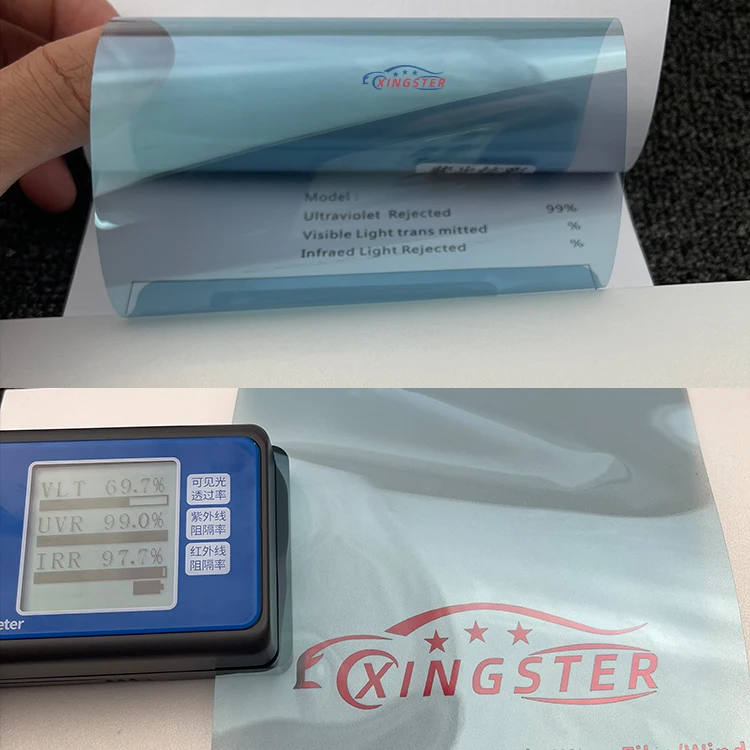 XINGSTER
Model :
Ultraviolet Rejected 99%
Visible Light trans mitted %
Infraed Light Rejected %
VLT 69.7%
可见光
透过率
UVR 99.0%
紫外线
阻隔率
IRR 97.7%
红外线
阻隔率
eter
XINGSTER